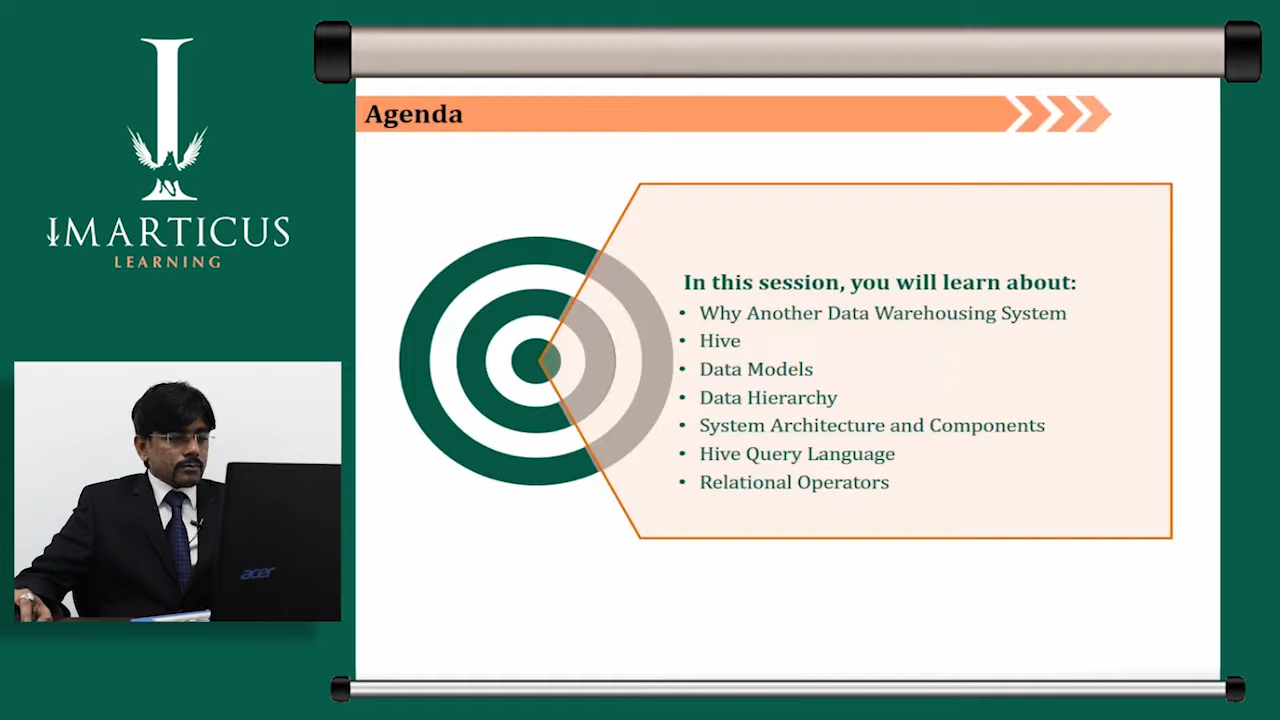 IMARTICUS
LEARNING
Agenda
In this session, you will learn about:
• Why Another Data Warehousing System
• Hive
• Data Models
• Data Hierarchy
• System Architecture and Components
• Hive Query Language
• Relational Operators
acer